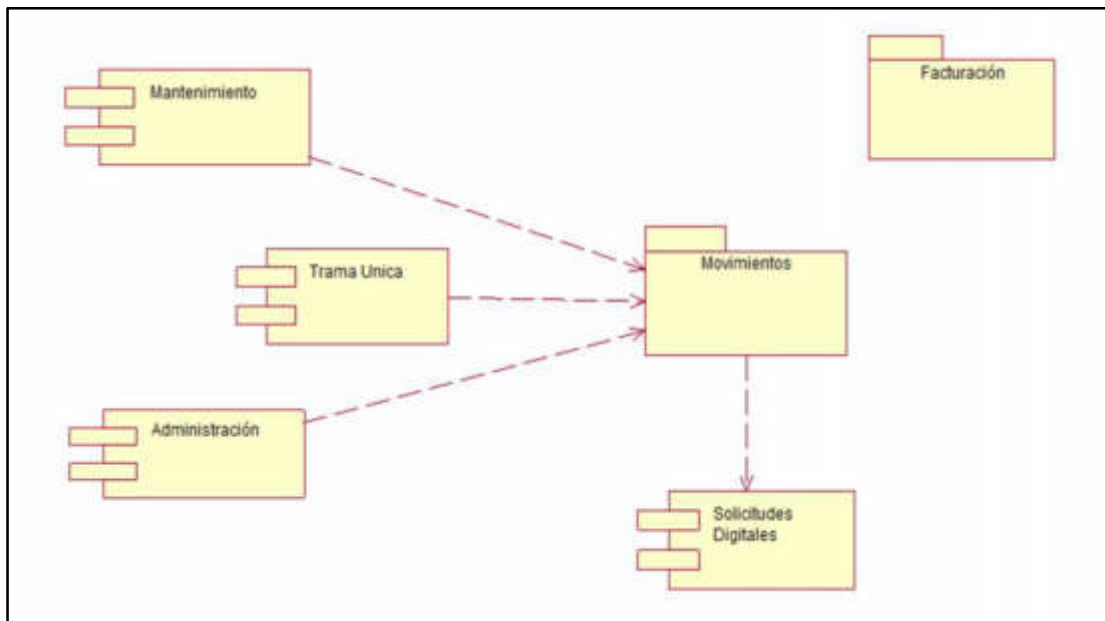 Mantenimiento
Facturación
Trama Unica
Movimientos
Administración
Solicitudes
Digitales